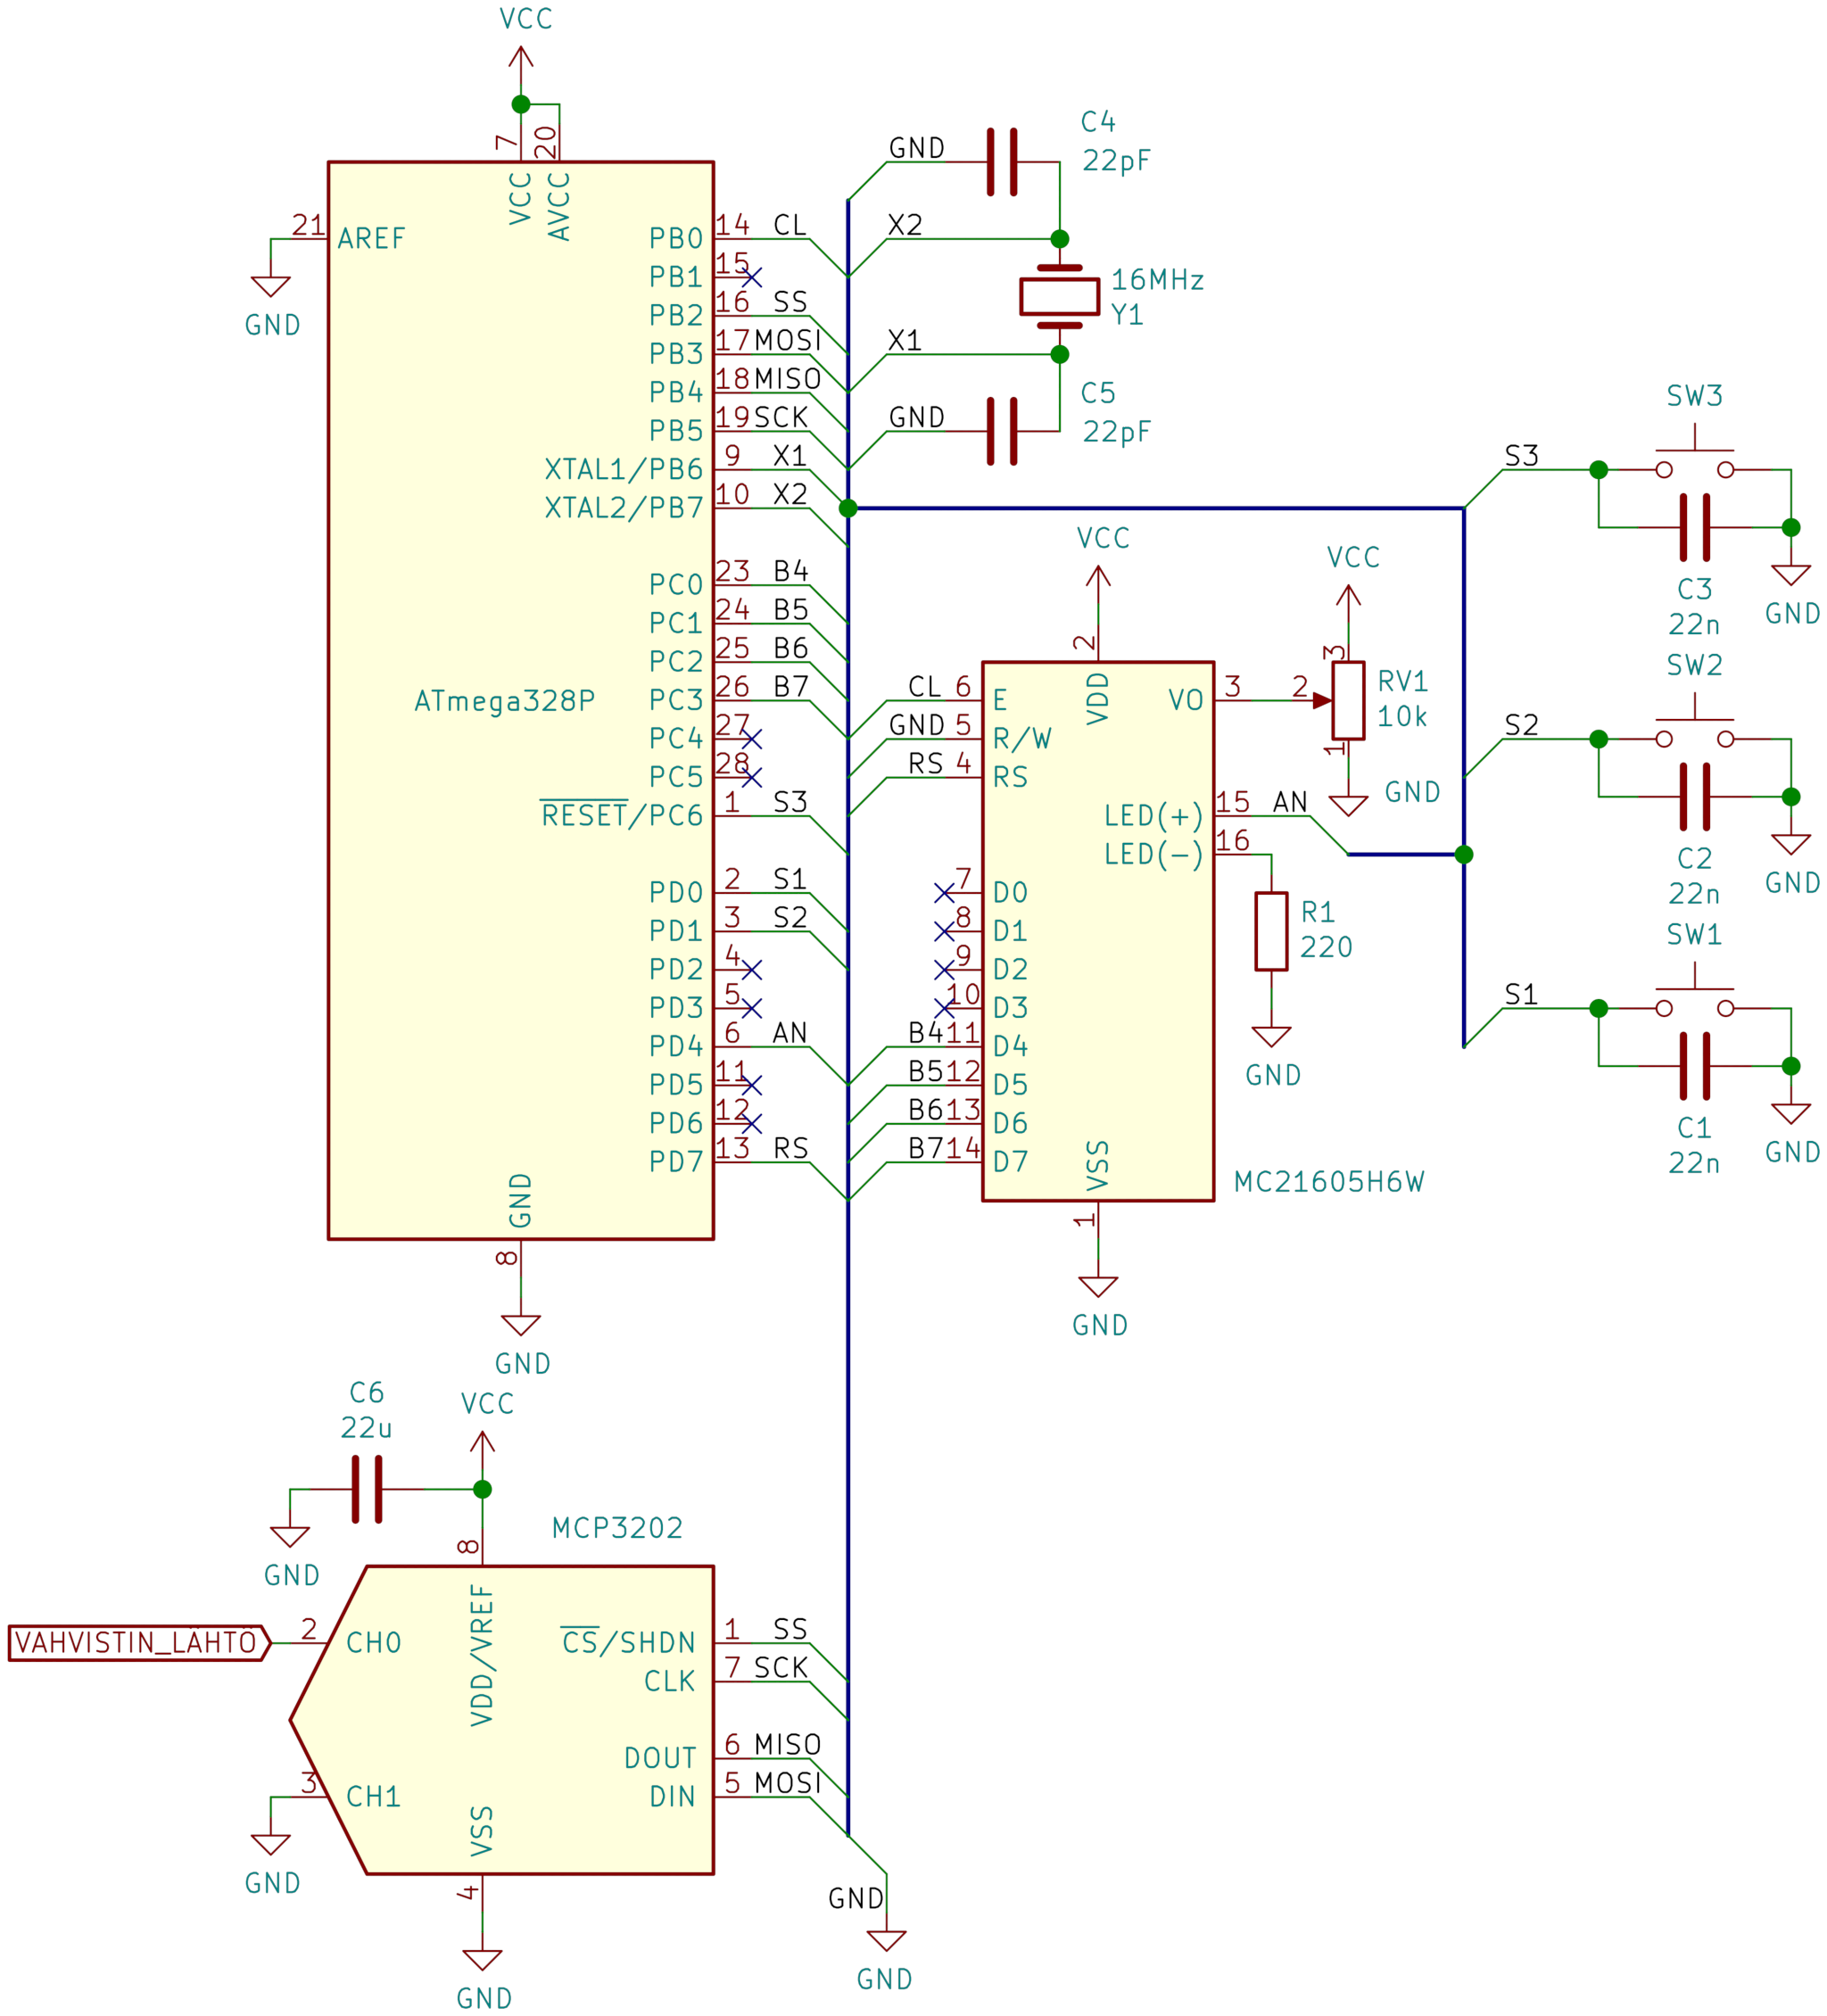 VCC
7
20
VCC
AVCC
21
AREF
GND
PB0
14
CL
PB1
15
PB2
16
SS
PB3
17
MOSI
PB4
18
MISO
PB5
19
SCK
XTAL1/PB6
9
X1
XTAL2/PB7
10
X2
PC0
23
B4
PC1
24
B5
PC2
25
B6
PC3
26
B7
PC4
27
PC5
28
RESET/PC6
1
S3
PD0
2
S1
PD1
3
S2
PD2
4
PD3
5
PD4
6
AN
PD5
11
PD6
12
PD7
13
RS
ATmega328P
GND
8
GND
GND
C4
22pF
X2
16MHz
Y1
X1
GND
C5
22pF
VCC
2
VDD
CL
6
E
GND
5
R/W
RS
4
RS
7
D0
8
D1
9
D2
10
D3
B4
11
D4
B5
12
D5
B6
13
D6
B7
14
D7
VO
3
LED(+)
15
AN
LED(-)
16
VSS
1
GND
MC21605H6W
VCC
3
2
1
RV1
10k
GND
R1
220
GND
SW3
S3
C3
22n
GND
SW2
S2
C2
22n
GND
SW1
S1
C1
22n
GND
C6
22u
VCC
GND
8
MCP3202
VDD/VREF
VAHVISTIN_LÄHTÖ
2
CH0
3
CH1
GND
CS/SHDN
1
SS
CLK
7
SCK
DOUT
6
MISO
DIN
5
MOSI
VSS
4
GND
GND
GND